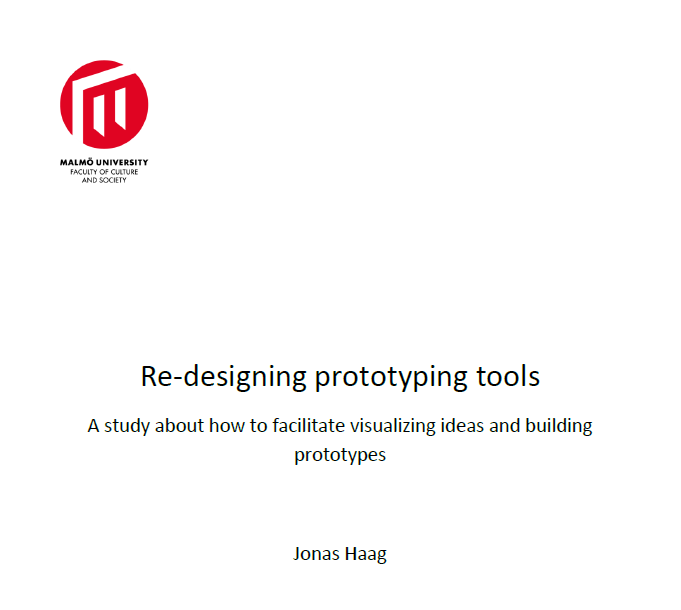 MALMÖ UNIVERSITY
FACULTY OF CULTURE
AND SOCIETY
Re-designing prototyping tools
A study about how to facilitate visualizing ideas and building
prototypes
Jonas Haag